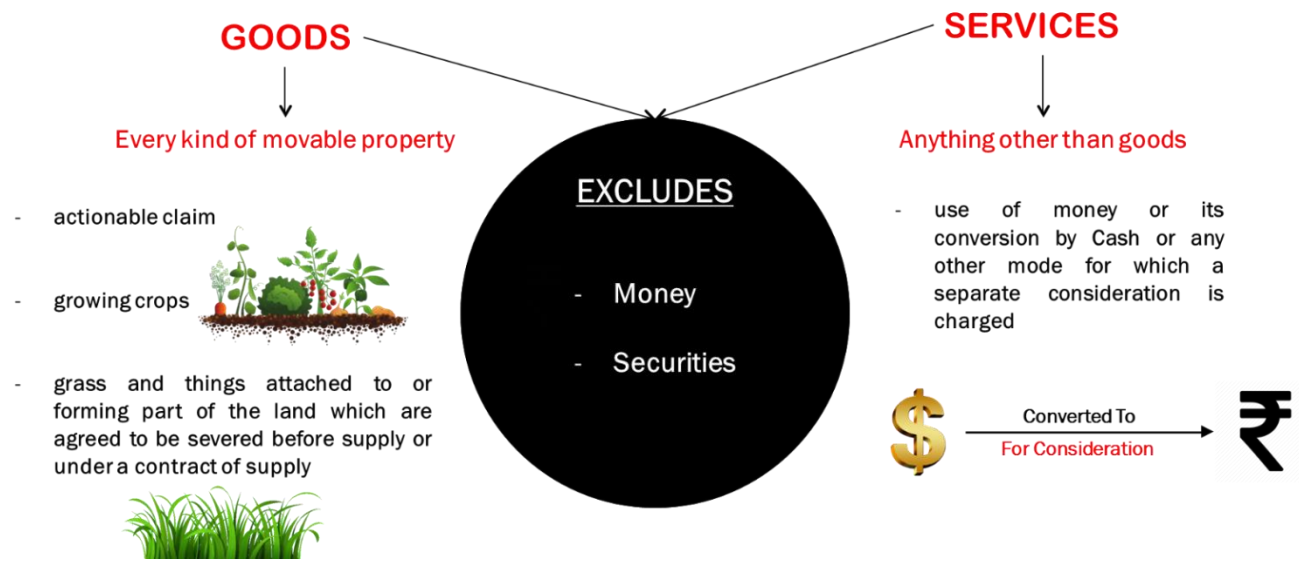 GOODS
Every kind of movable property
- actionable claim
- growing crops
- grass and things attached to or
forming part of the land which are
agreed to be severed before supply or
under a contract of supply
EXCLUDES
- Money
- Securities
SERVICES
Anything other than goods
- use of money or its
conversion by Cash or any
other mode for which a
separate consideration is
charged
$
Converted To
For Consideration
₹